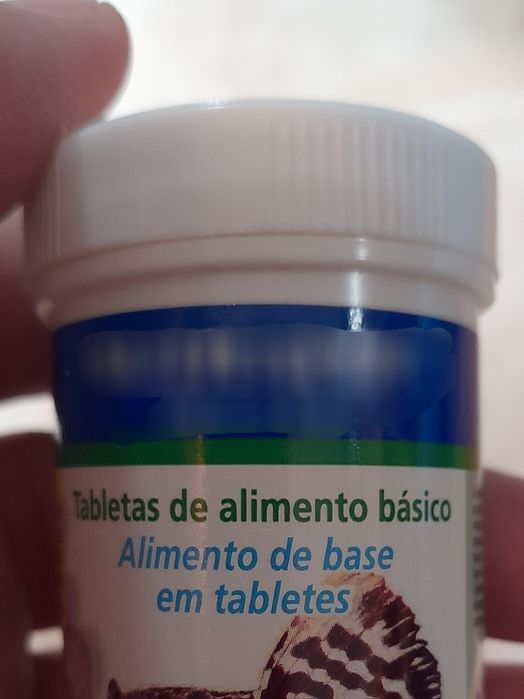 Tabletas de alimento básico
Alimento de base
em tabletes